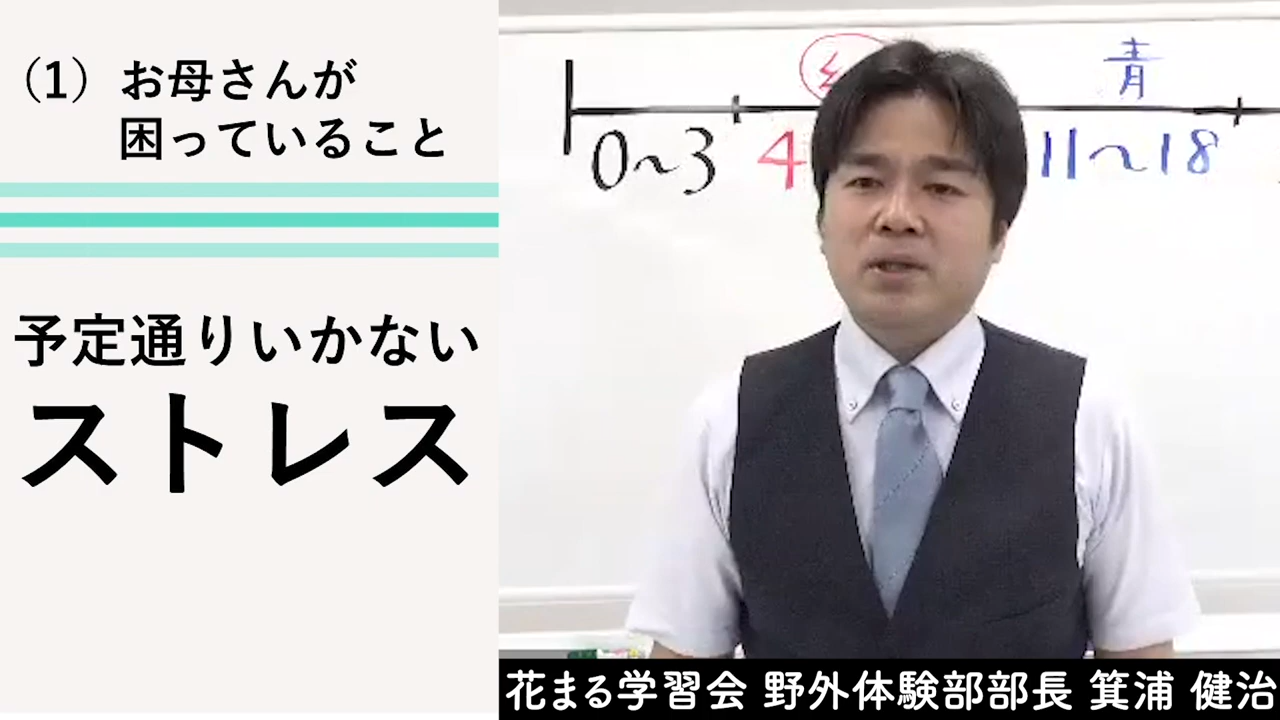 (1) お母さんが
困っていること
予定通りいかない
ストレス
青
0~3 4 11~18
花まる学習会 野外体験部部長 箕浦 健治